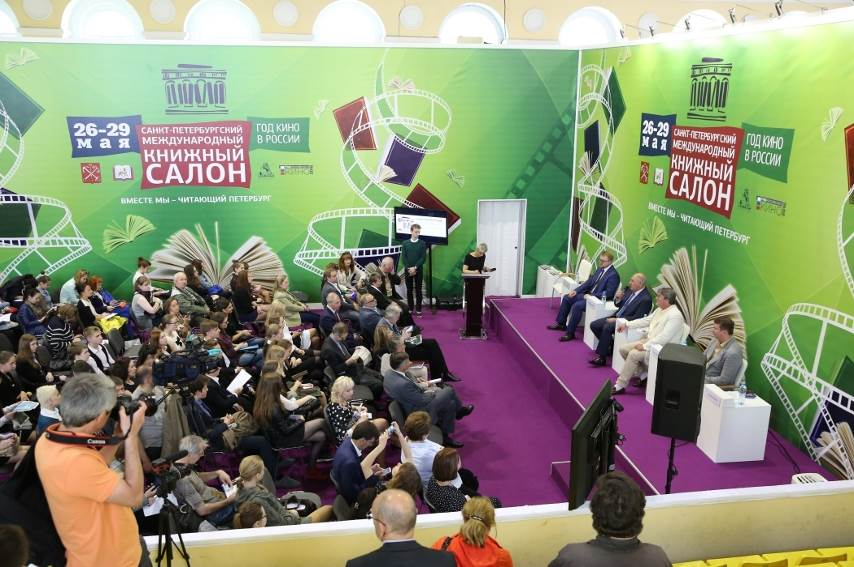 26-29
МАЯ
САНКТ-ПЕТЕРБУРГСКИЙ
МЕЖДУНАРОДНЫЙ
КНИЖНЫЙ
САЛОН
ГОД КИНО
В РОССИИ
ВМЕСТЕ МЫ – ЧИТАЮЩИЙ ПЕТЕРБУРГ
26-29
МАЯ
САНКТ-ПЕТЕРБУРГСКИЙ
МЕЖДУНАРОДНЫЙ
КНИЖНЫЙ
САЛОН
ГОД КИНО
В РОССИИ
ВМЕСТЕ МЫ – ЧИТАЮЩИЙ ПЕТЕРБУРГ
Canon